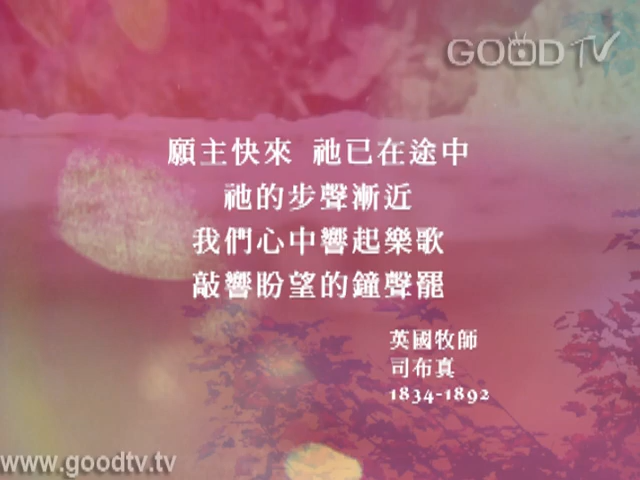 GOOD TV
願主快來 祂已在途中
祂的步聲漸近
我們心中響起樂歌
敲響盼望的鐘聲罷
英國牧師
司布真
1834-1892
www.goodtv.tv